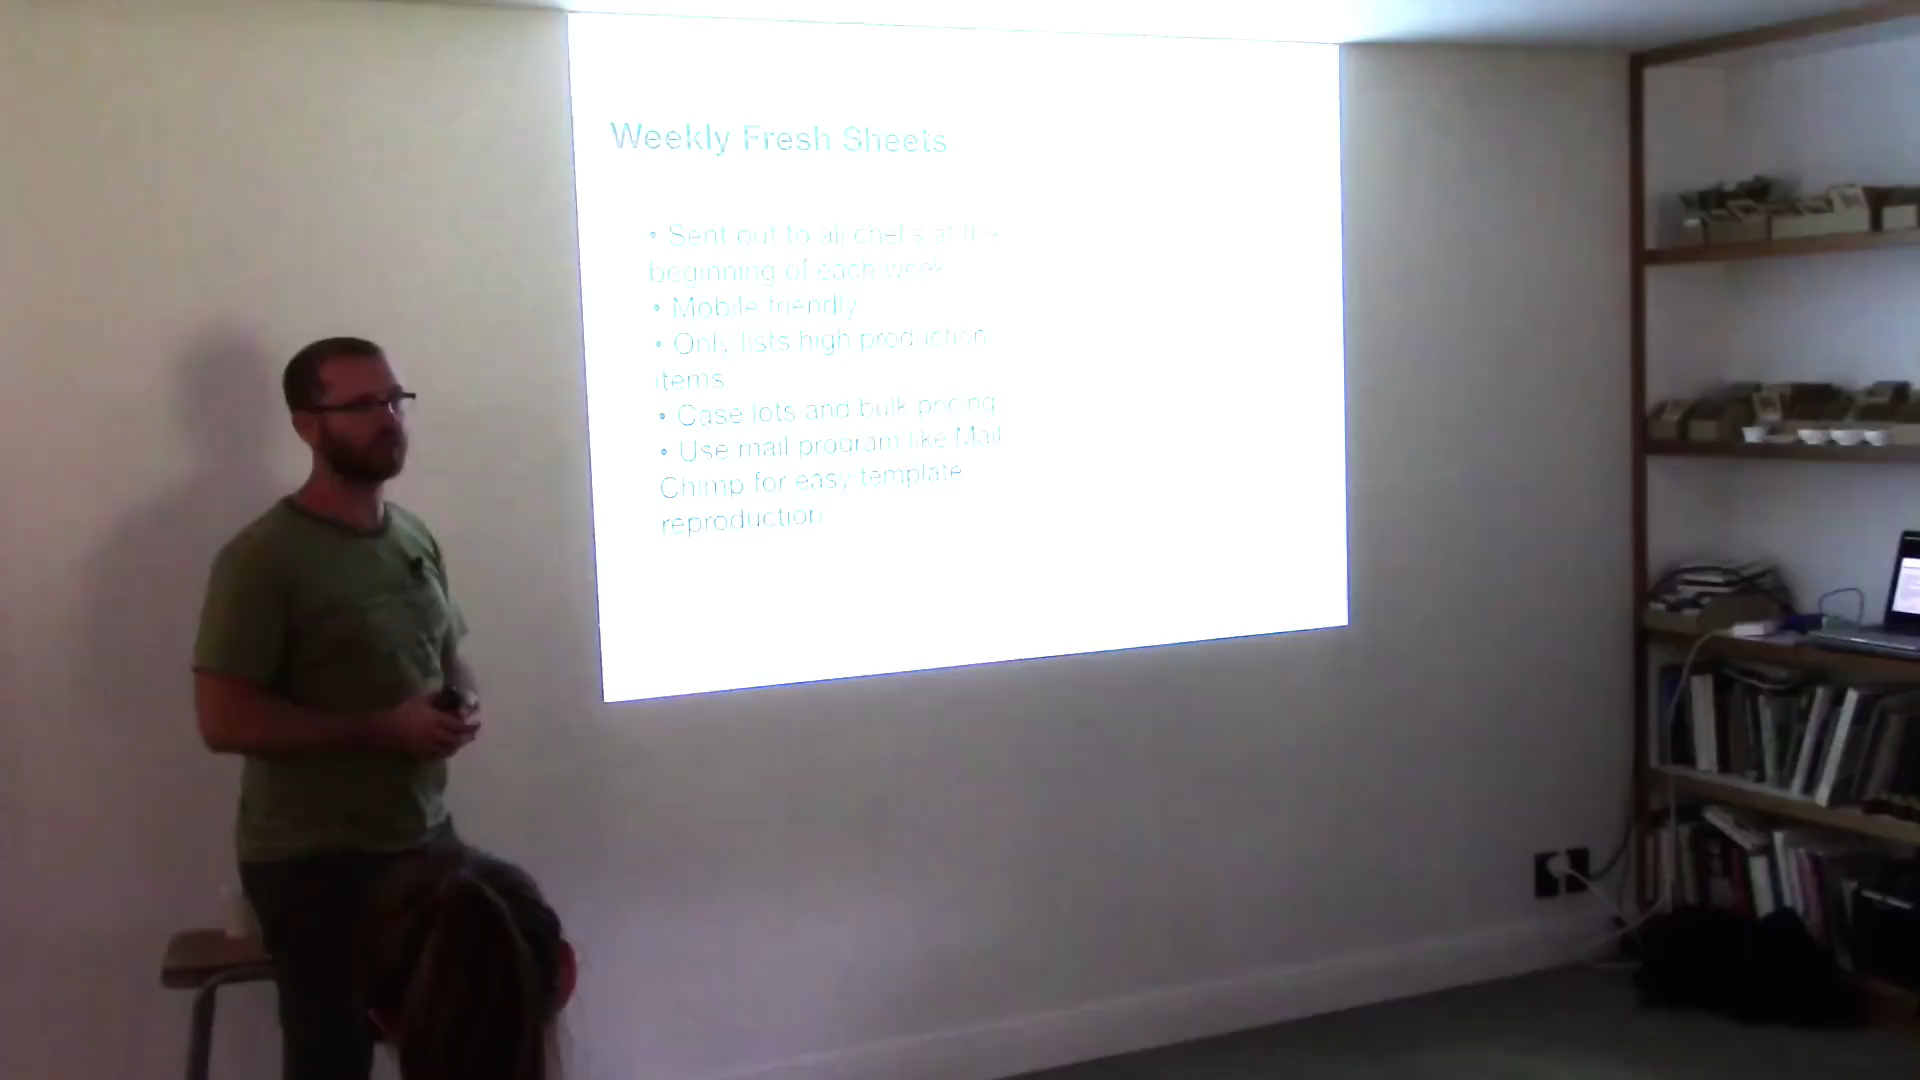 Weekly Fresh Sheets
• Sent out to all chef's at the
beginning of each week
• Mobile friendly
• Only lists high production
items
• Case lots and bulk pricing
• Use mail program like Mail
Chimp for easy template
reproduction